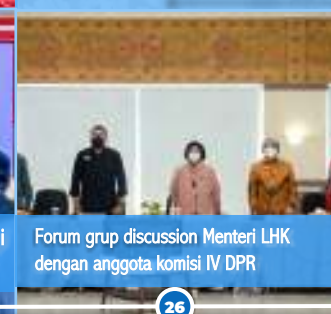 i
Forum grup discussion Menteri LHK
dengan anggota komisi IV DPR
26